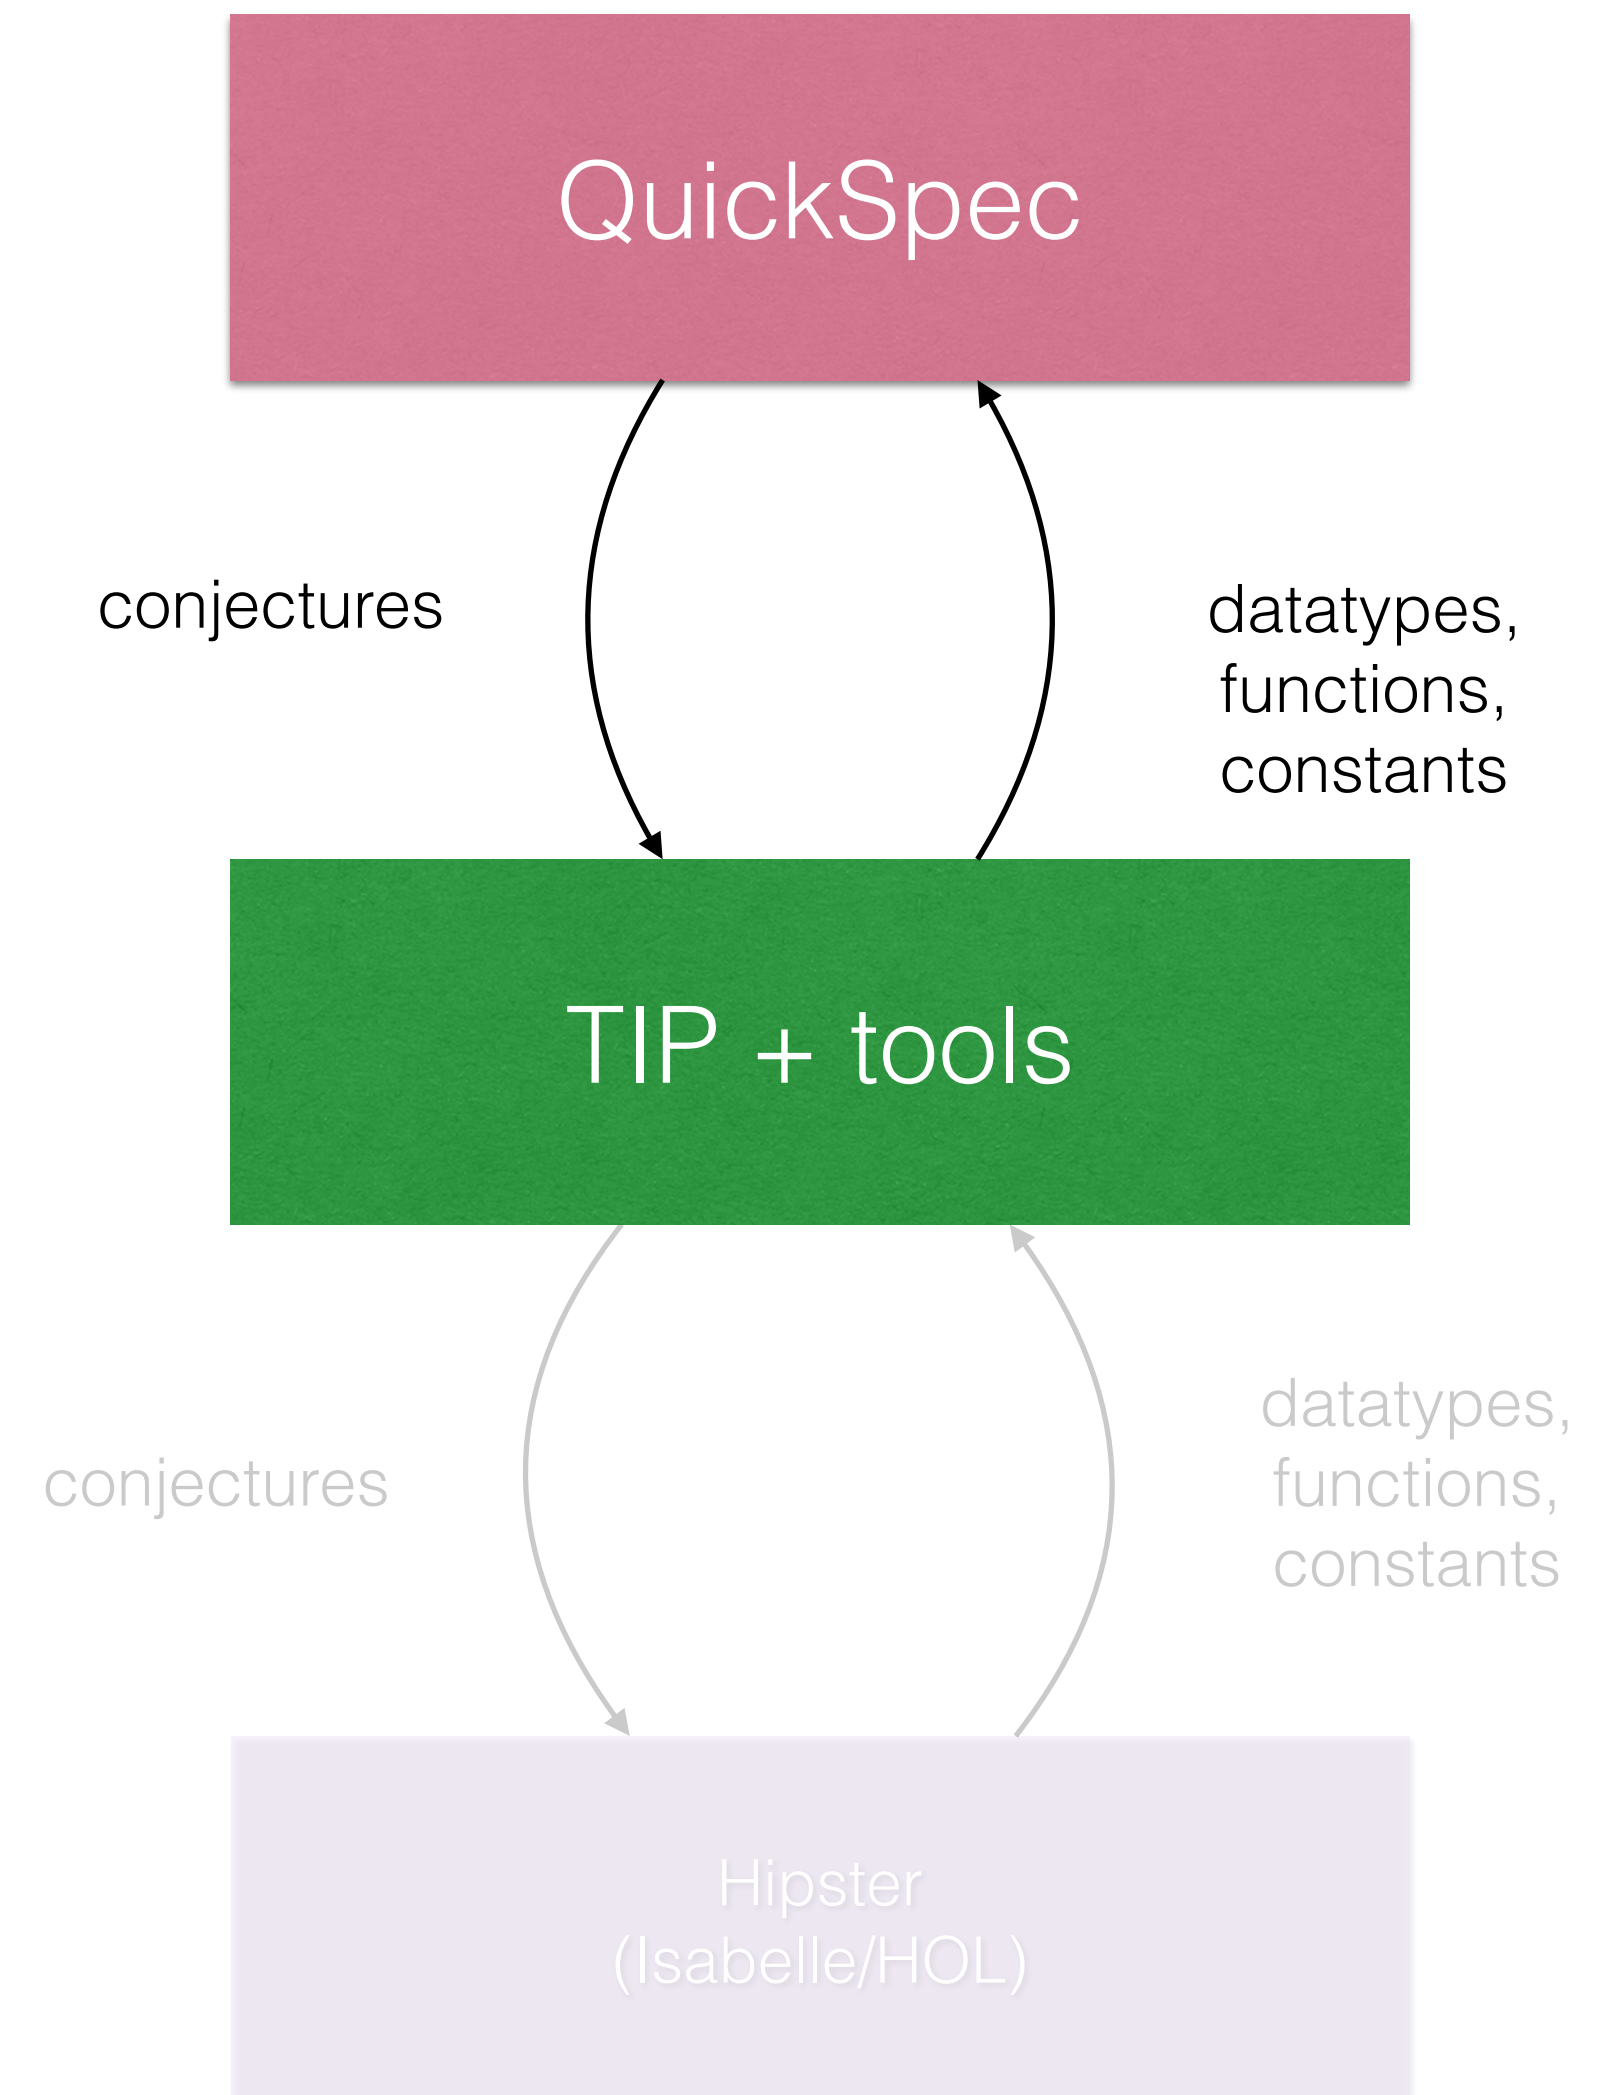 QuickSpec
conjectures
datatypes,
functions,
constants
TIP + tools
conjectures
datatypes,
functions,
constants
Hipster
(Isabelle/HOL)